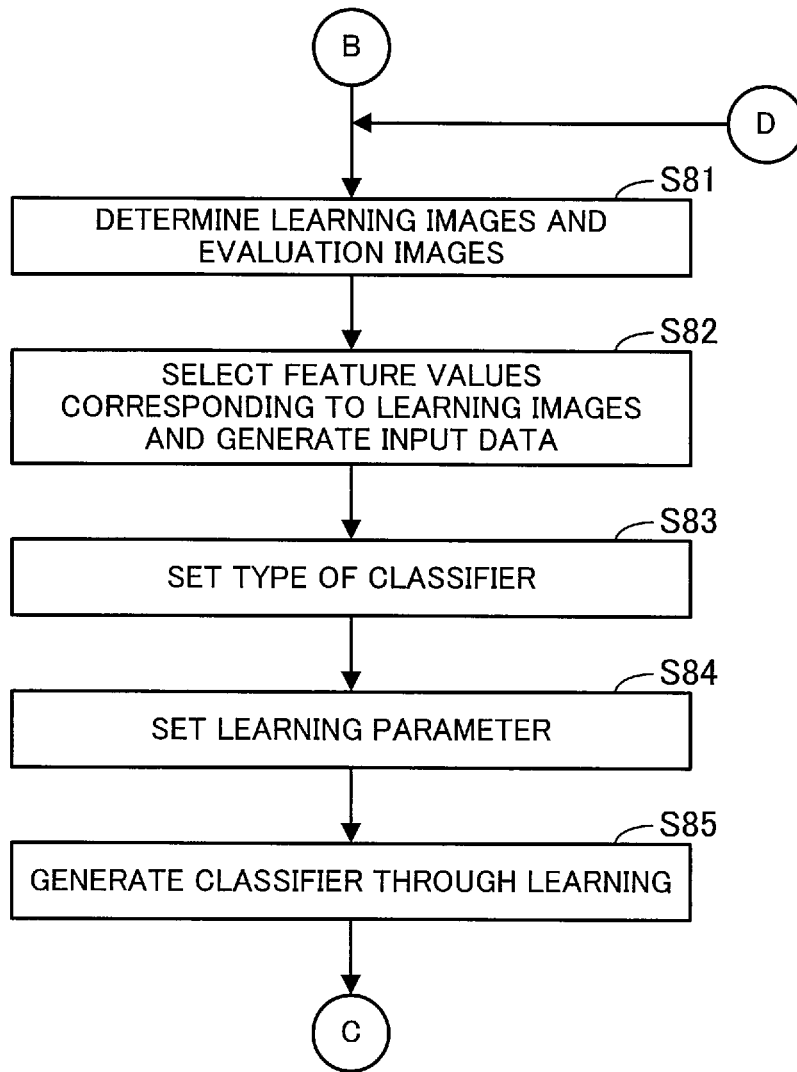 B
D
S81
DETERMINE LEARNING IMAGES AND
EVALUATION IMAGES
S82
SELECT FEATURE VALUES
CORRESPONDING TO LEARNING IMAGES
AND GENERATE INPUT DATA
S83
SET TYPE OF CLASSIFIER
S84
SET LEARNING PARAMETER
S85
GENERATE CLASSIFIER THROUGH LEARNING
C